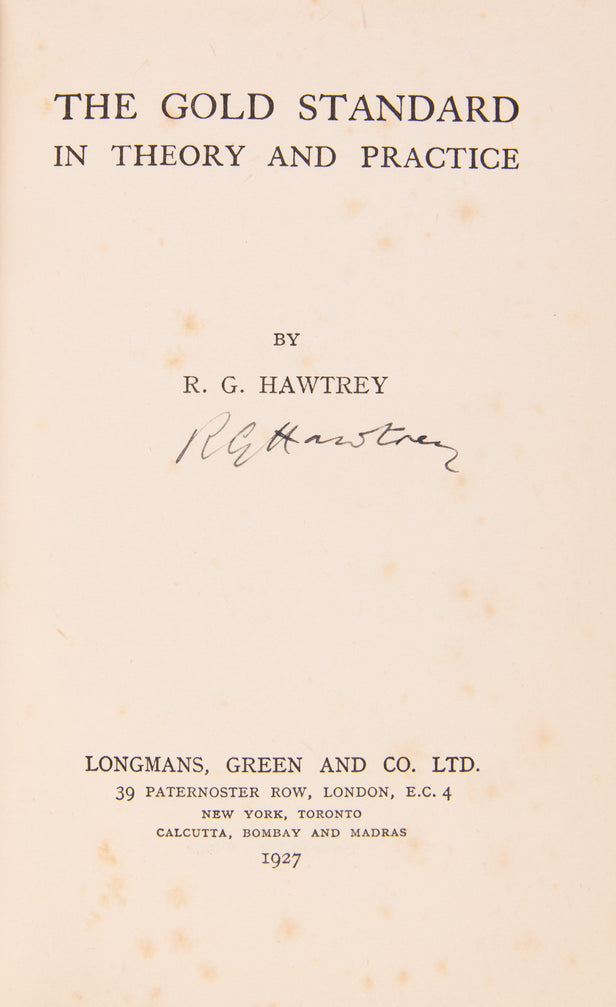 THE GOLD STANDARD
IN THEORY AND PRACTICE
BY
R. G. HAWTREY
RGHawtrey
LONGMANS, GREEN AND CO. LTD.
39 PATERNOSTER ROW, LONDON, E.C. 4
NEW YORK, TORONTO
CALCUTTA, BOMBAY AND MADRAS
1927